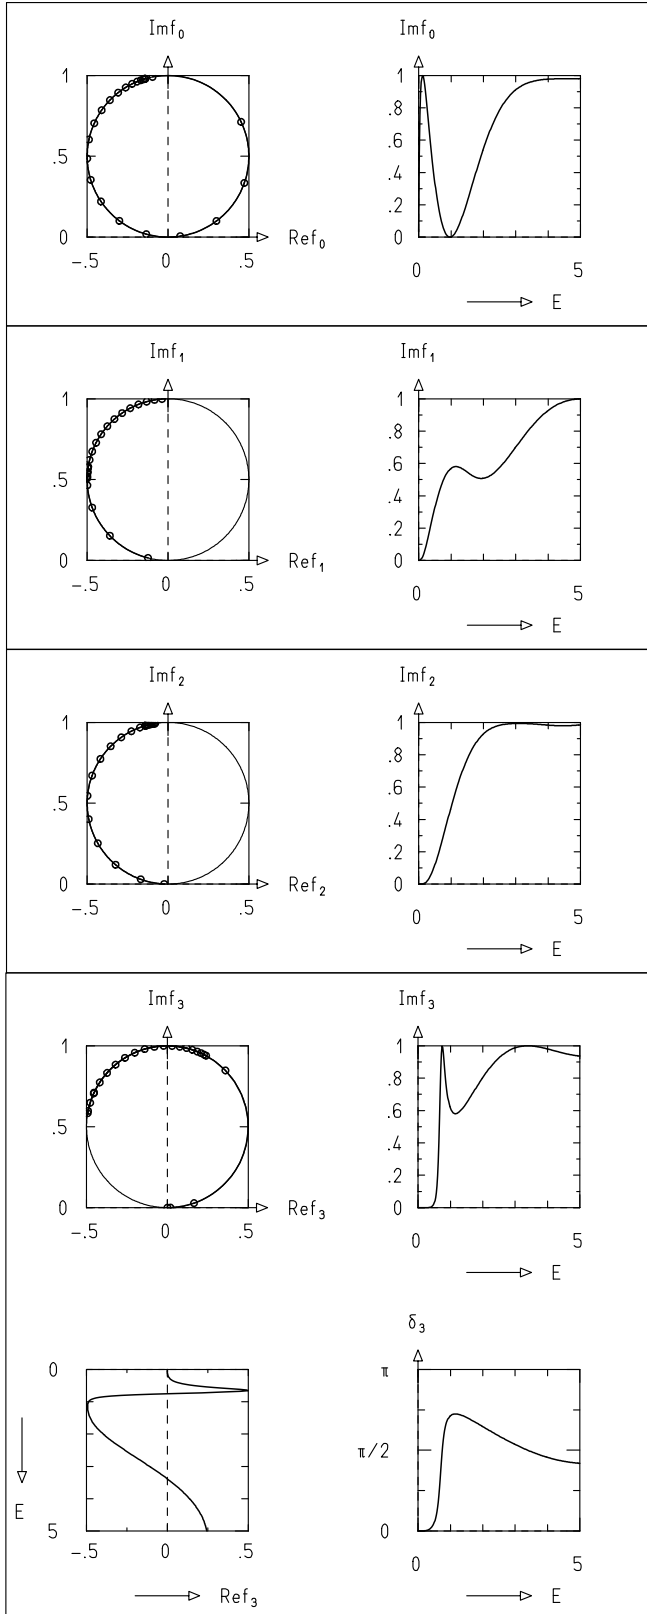 Imf₀ Imf₀
1 1
.8
.5 .6
.4
.2
0 Ref₀ 0
−.5 0 .5 0 5
E
Imf₁ Imf₁
1 1
.8
.5 .6
.4
.2
0 Ref₁ 0
−.5 0 .5 0 5
E
Imf₂ Imf₂
1 1
.8
.5 .6
.4
.2
0 Ref₂ 0
−.5 0 .5 0 5
E
Imf₃ Imf₃
1 1
.8
.5 .6
.4
.2
0 Ref₃ 0
−.5 0 .5 0 5
E
δ₃
0 π
π/2
E
5 0
−.5 0 .5 0 5
Ref₃ E